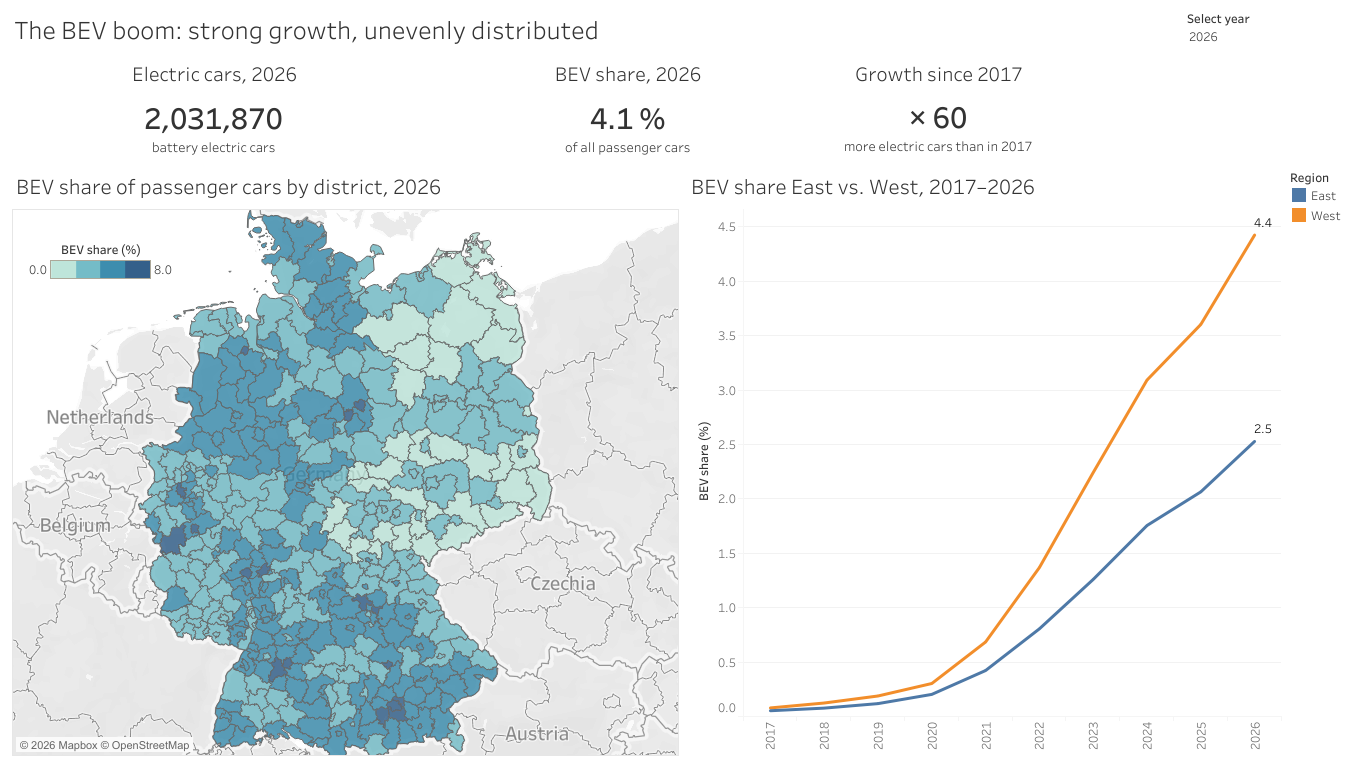 The BEV boom: strong growth, unevenly distributed
Select year
2026
Electric cars, 2026
2,031,870
battery electric cars
BEV share, 2026
4.1 %
of all passenger cars
Growth since 2017
× 60
more electric cars than in 2017
BEV share of passenger cars by district, 2026
BEV share (%)
0.0
8.0
Netherlands
Germany
Belgium
Czechia
Austria
© 2026 Mapbox © OpenStreetMap
BEV share East vs. West, 2017–2026
Region
East
West
BEV share (%)
4.5
4.0
3.5
3.0
2.5
2.0
1.5
1.0
0.5
0.0
4.4
2.5
2017
2018
2019
2020
2021
2022
2023
2024
2025
2026